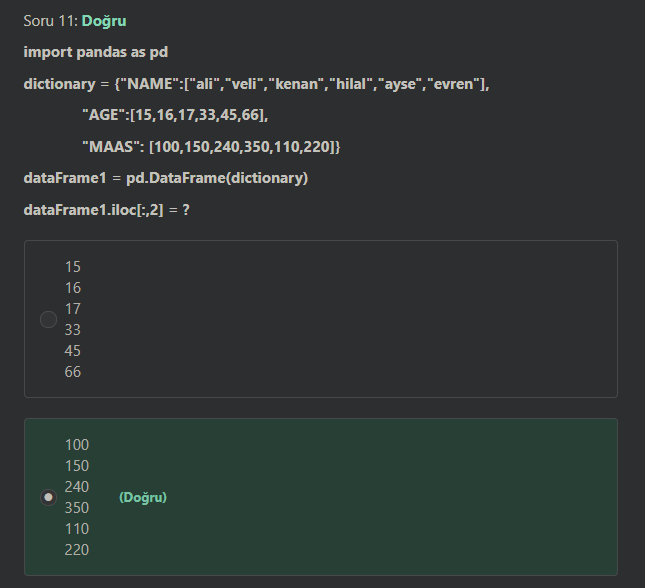 Soru 11: Doğru
import pandas as pd
dictionary = {"NAME":["ali","veli","kenan","hilal","ayse","evren"],
"AGE":[15,16,17,33,45,66],
"MAAS": [100,150,240,350,110,220]}
dataFrame1 = pd.DataFrame(dictionary)
dataFrame1.iloc[:,2] = ?
15
16
17
33
45
66
100
150
240
(Doğru)
350
110
220